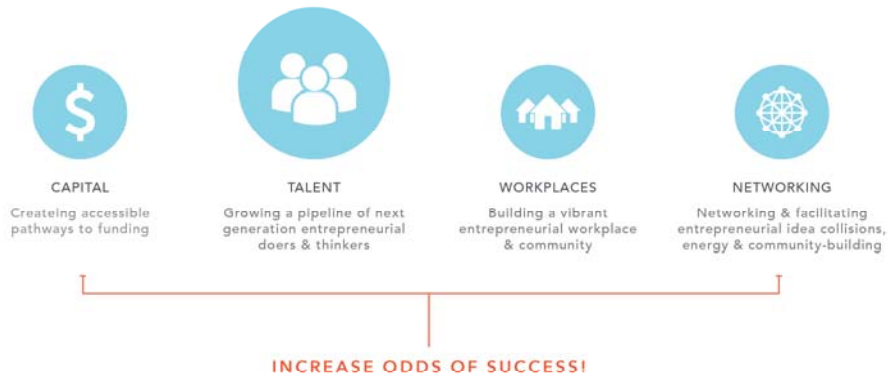 $
CAPITAL
Createing accessible
pathways to funding
TALENT
Growing a pipeline of next
generation entrepreneurial
doers & thinkers
WORKPLACES
Building a vibrant
entrepreneurial workplace
& community
NETWORKING
Networking & facilitating
entrepreneurial idea collisions,
energy & community-building
INCREASE ODDS OF SUCCESS!